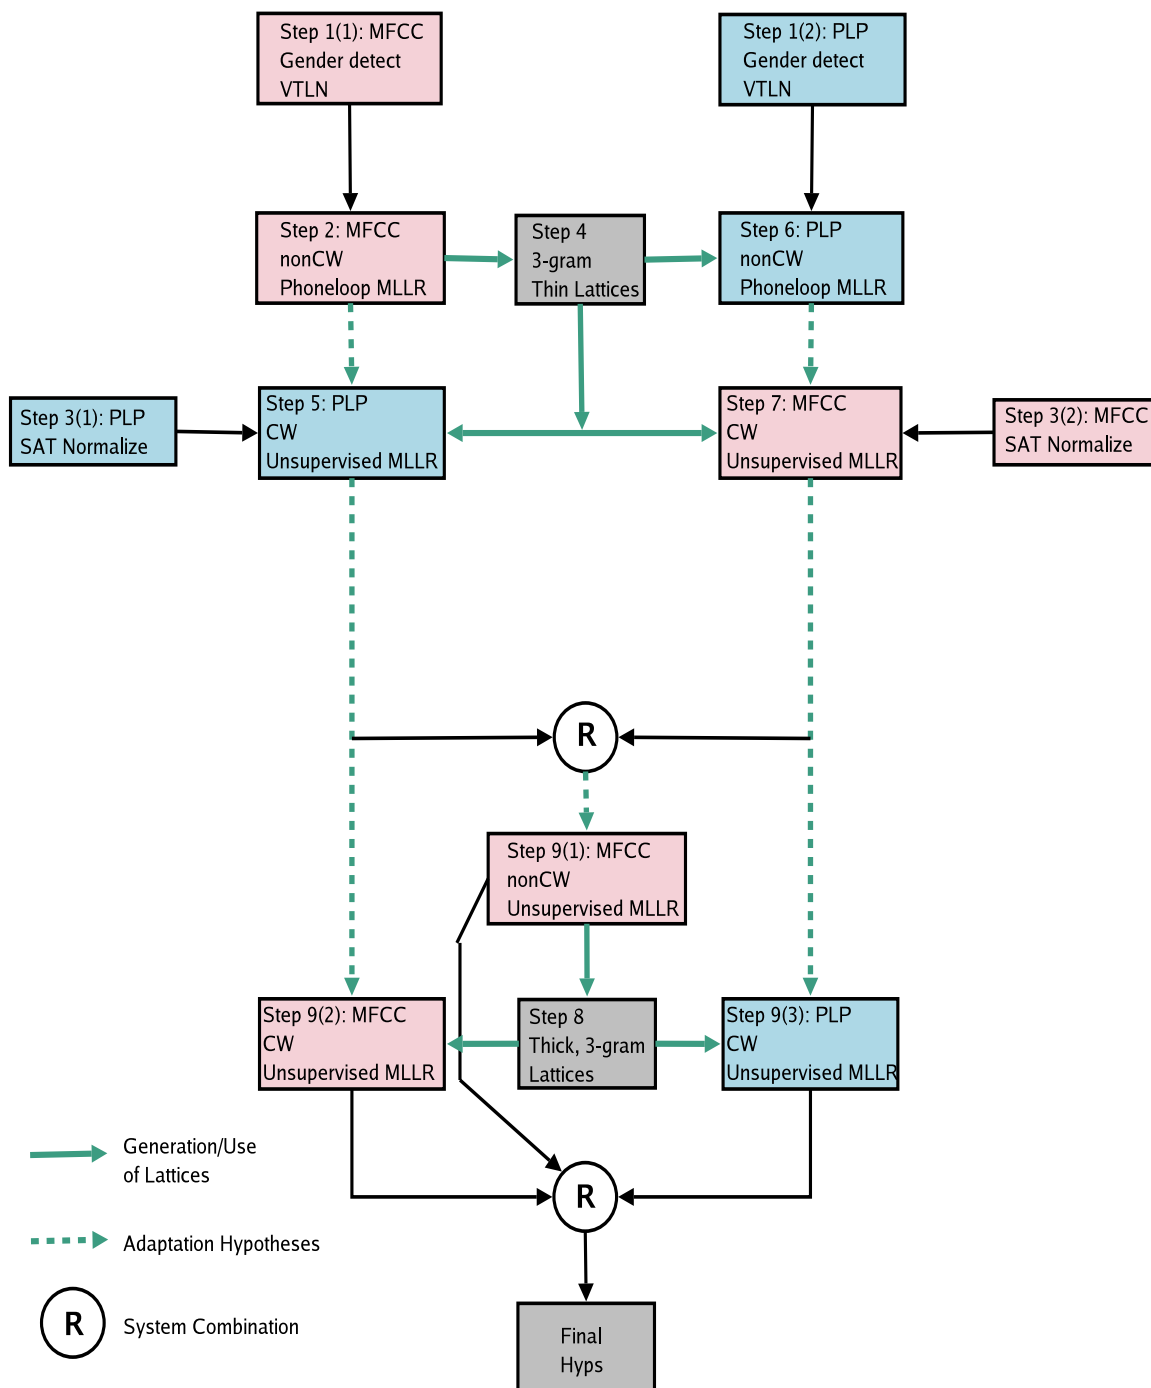 Step 1(1): MFCC
Gender detect
VTLN
Step 1(2): PLP
Gender detect
VTLN
Step 2: MFCC
nonCW
Phoneloop MLLR
Step 4
3-gram
Thin Lattices
Step 6: PLP
nonCW
Phoneloop MLLR
Step 3(1): PLP
SAT Normalize
Step 5: PLP
CW
Unsupervised MLLR
Step 7: MFCC
CW
Unsupervised MLLR
Step 3(2): MFCC
SAT Normalize
R
Step 9(1): MFCC
nonCW
Unsupervised MLLR
Step 9(2): MFCC
CW
Unsupervised MLLR
Step 8
Thick, 3-gram
Lattices
Step 9(3): PLP
CW
Unsupervised MLLR
Generation/Use
of Lattices
R
Adaptation Hypotheses
R
System Combination
Final
Hyps